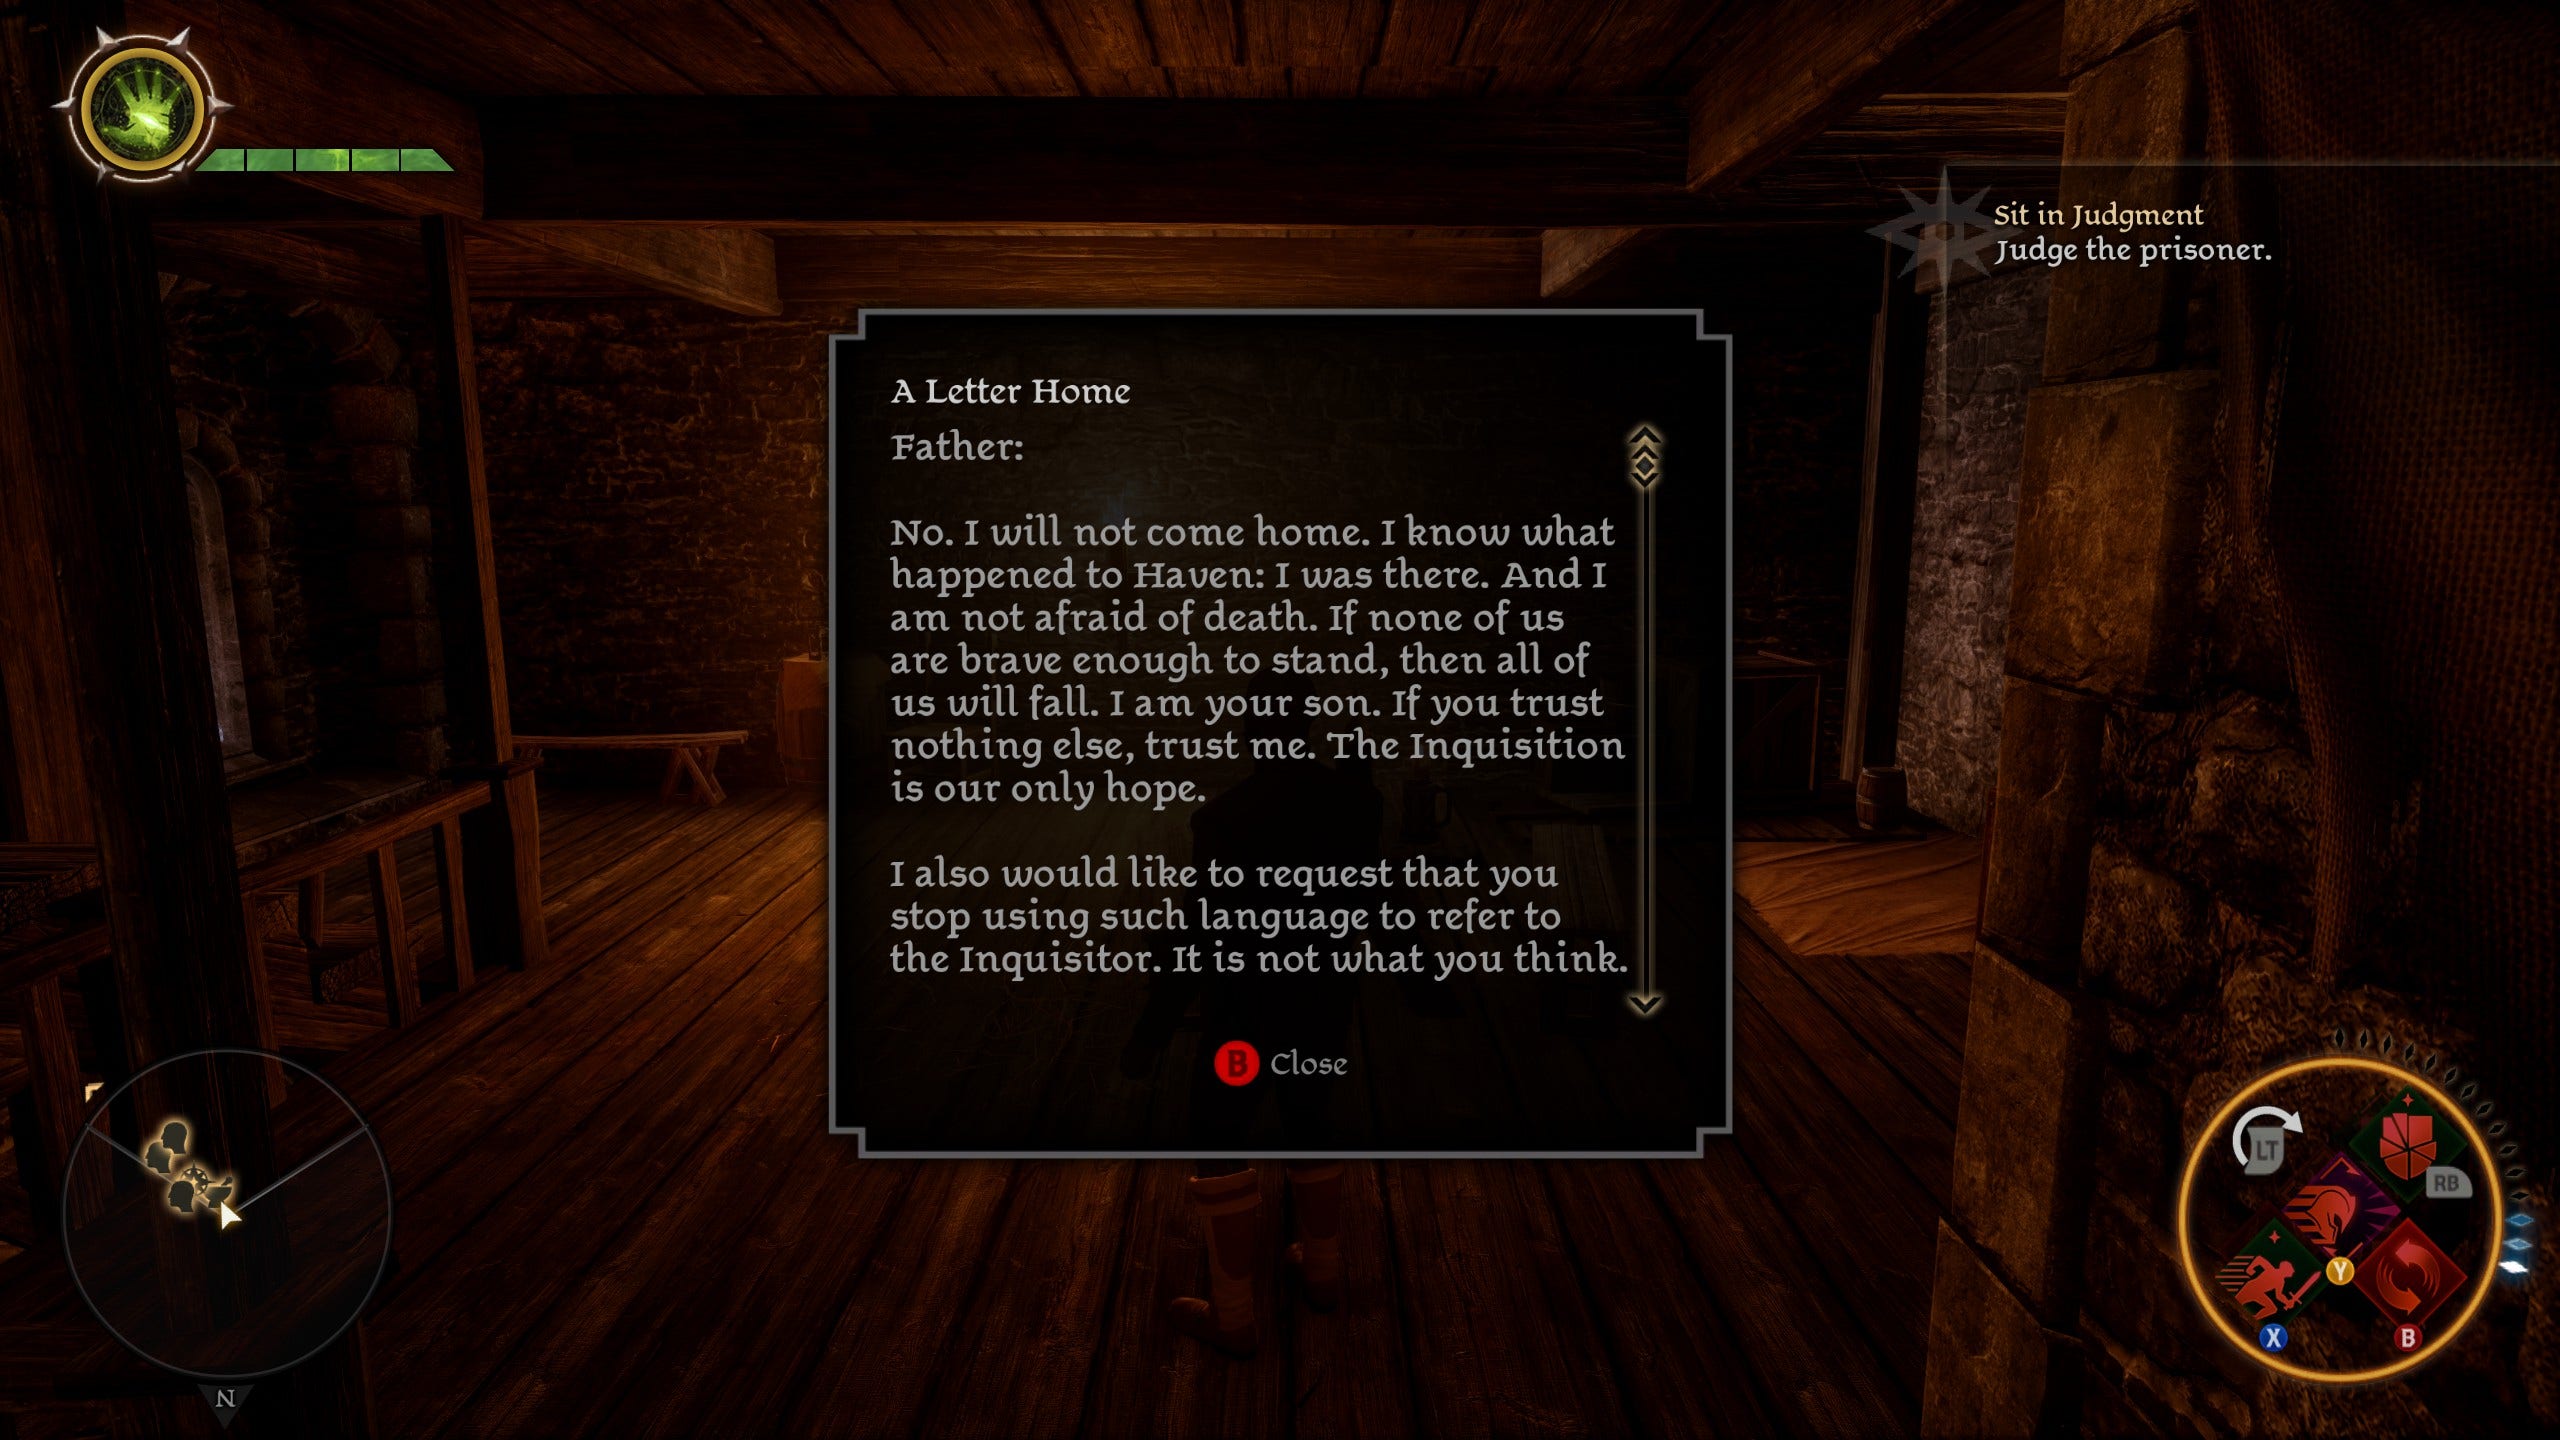 Sit in Judgment
Judge the prisoner.
A Letter Home
Father:
No. I will not come home. I know what
happened to Haven: I was there. And I
am not afraid of death. If none of us
are brave enough to stand, then all of
us will fall. I am your son. If you trust
nothing else, trust me. The Inquisition
is our only hope.
I also would like to request that you
stop using such language to refer to
the Inquisitor. It is not what you think.
B Close
LT
RB
Y
X
B
N